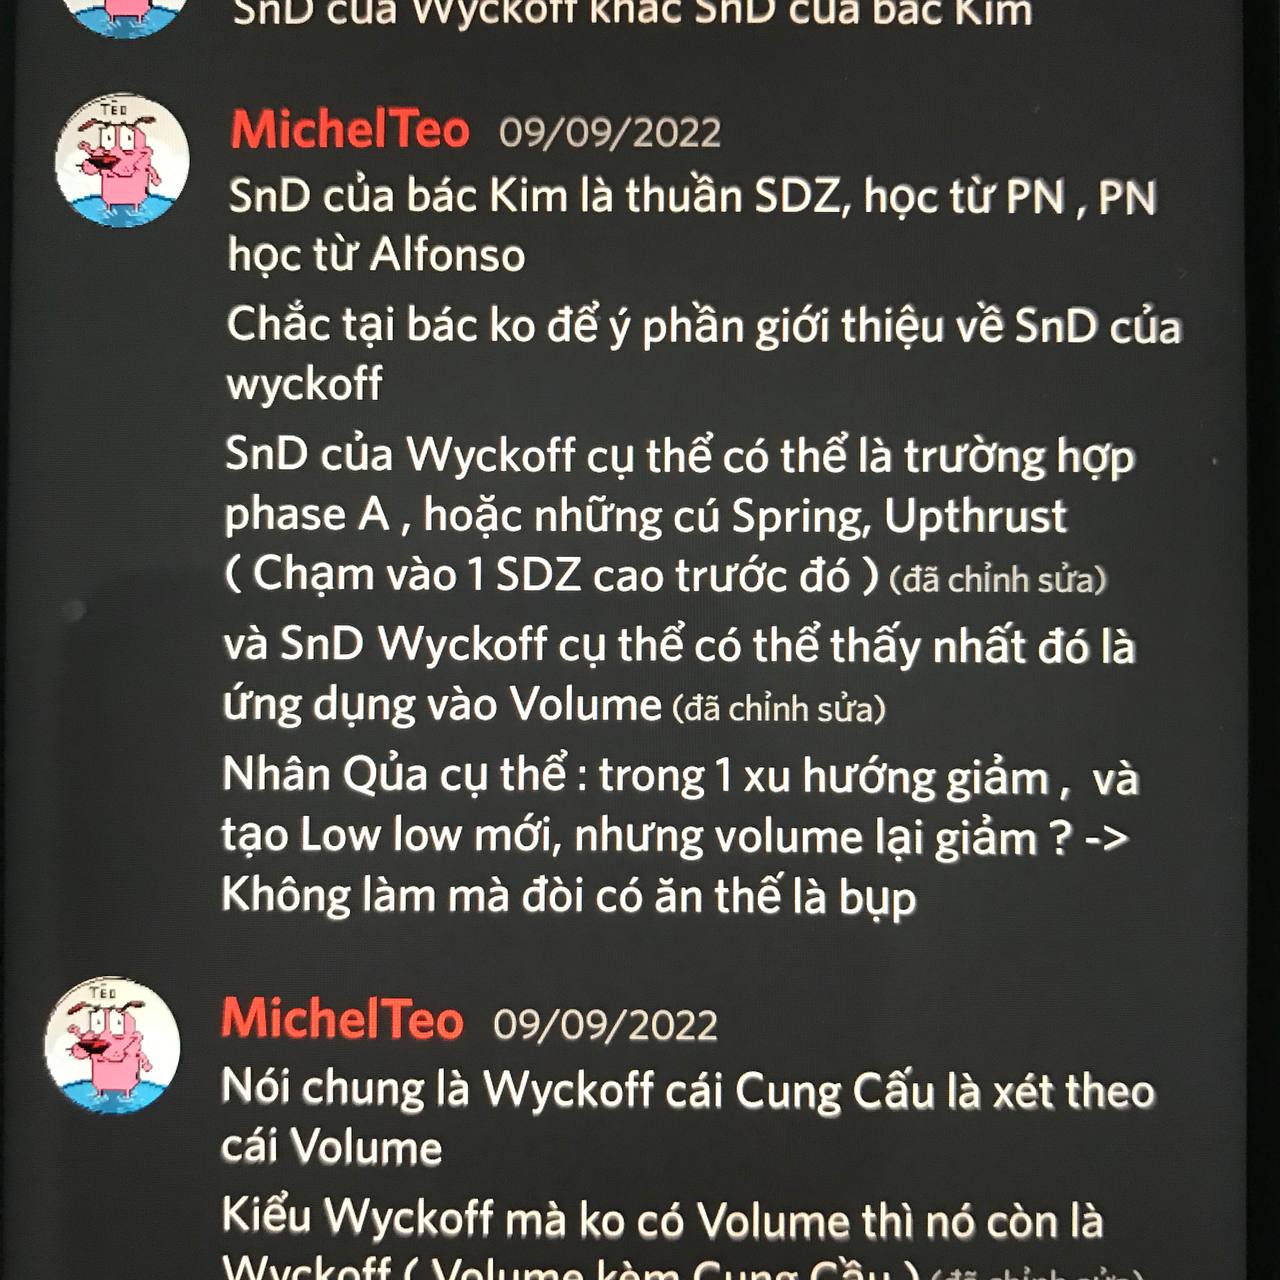 SnD của Wyckoff khác SnD của bác Kim
TEO
MichelTeo 09/09/2022
SnD của bác Kim là thuần SDZ, học từ PN , PN
học từ Alfonso
Chắc tại bác ko để ý phần giới thiệu về SnD của
wyckoff
SnD của Wyckoff cụ thể có thể là trường hợp
phase A , hoặc những cú Spring, Upthrust
( Chạm vào 1 SDZ cao trước đó ) (đã chỉnh sửa)
và SnD Wyckoff cụ thể có thể thấy nhất đó là
ứng dụng vào Volume (đã chỉnh sửa)
Nhân Qủa cụ thể : trong 1 xu hướng giảm , và
tạo Low low mới, nhưng volume lại giảm ? ->
Không làm mà đòi có ăn thế là bụp
TEO
MichelTeo 09/09/2022
Nói chung là Wyckoff cái Cung Cấu là xét theo
cái Volume
Kiểu Wyckoff mà ko có Volume thì nó còn là
Wyckoff ( Volume kèm Cung Cầu ) (đã chỉnh sửa)